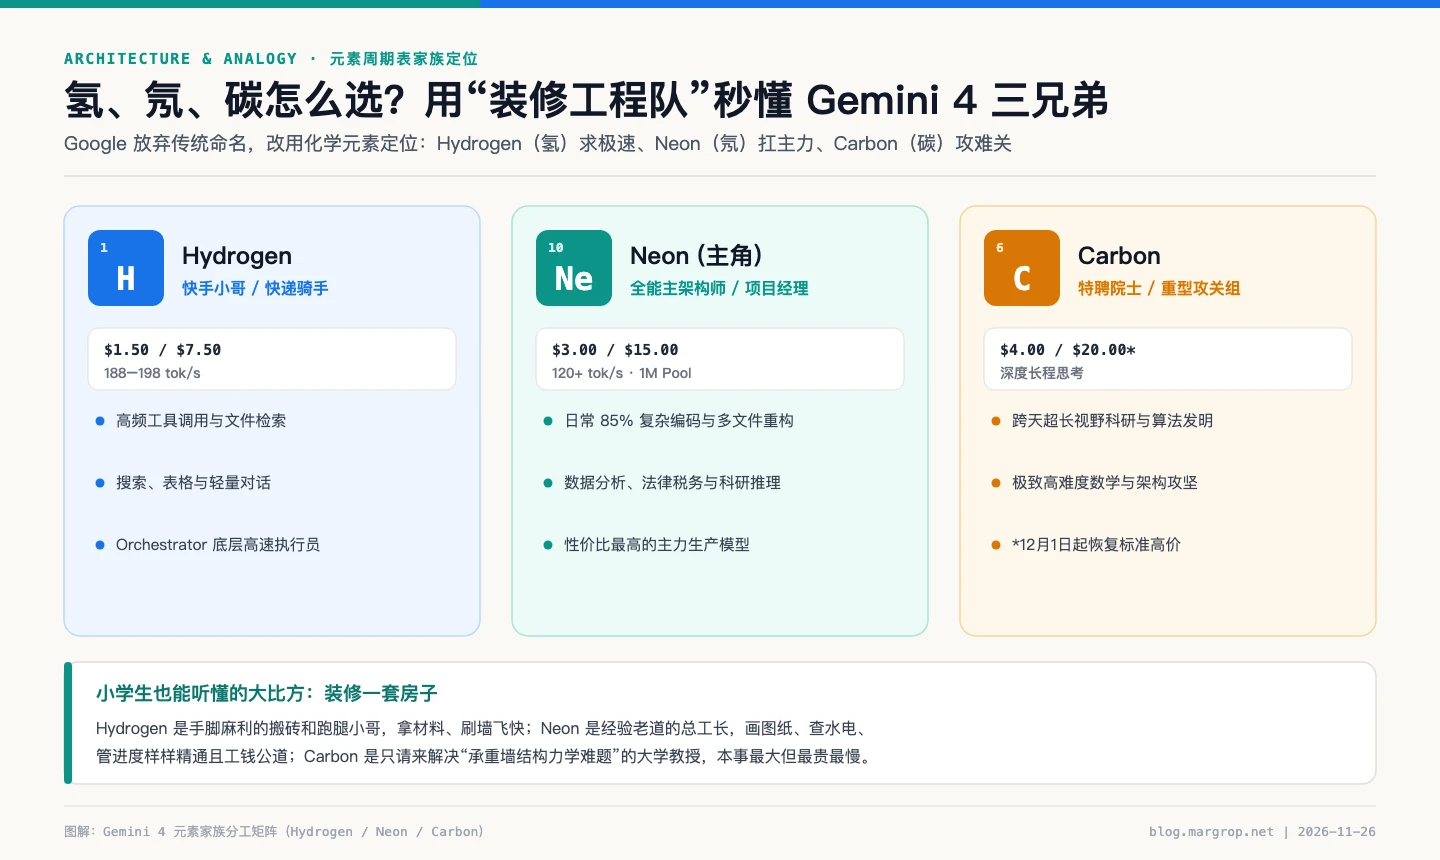 ARCHITECTURE & ANALOGY · 元素周期表家族定位
氢、氖、碳怎么选？用“装修工程队”秒懂 Gemini 4 三兄弟
Google 放弃传统命名，改用化学元素定位：Hydrogen（氢）求极速、Neon（氖）扛主力、Carbon（碳）攻难关
1
H
Hydrogen
快手小哥 / 快递骑手
$1.50 / $7.50
188–198 tok/s
高频工具调用与文件检索
搜索、表格与轻量对话
Orchestrator 底层高速执行员
10
Ne
Neon (主角)
全能主架构师 / 项目经理
$3.00 / $15.00
120+ tok/s · 1M Pool
日常 85% 复杂编码与多文件重构
数据分析、法律税务与科研推理
性价比最高的主力生产模型
6
C
Carbon
特聘院士 / 重型攻关组
$4.00 / $20.00*
深度长程思考
跨天超长视野科研与算法发明
极致高难度数学与架构攻坚
*12月1日起恢复标准高价
小学生也能听懂的大比方：装修一套房子
Hydrogen 是手脚麻利的搬砖和跑腿小哥，拿材料、刷墙飞快；Neon 是经验老道的总工长，画图纸、查水电、
管进度样样精通且工钱公道；Carbon 是只请来解决“承重墙结构力学难题”的大学教授，本事最大但最贵最慢。
图解：Gemini 4 元素家族分工矩阵（Hydrogen / Neon / Carbon）
blog.margrop.net | 2026-11-26